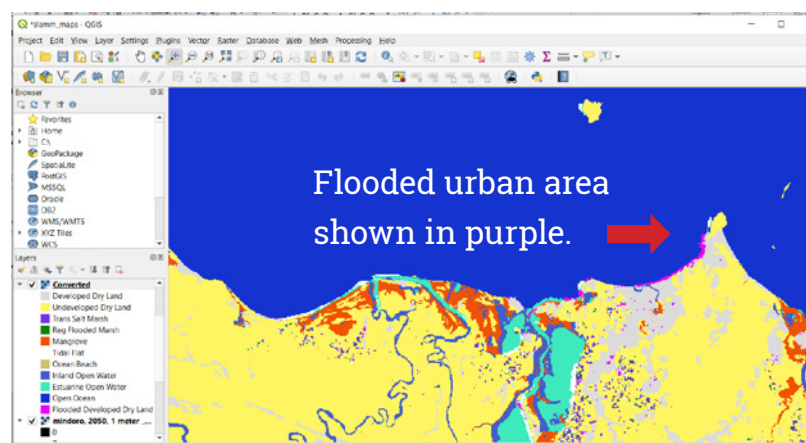 *slamm_maps - QGIS
Project Edit View Layer Settings Plugins Vector Raster Database Web Mesh Processing Help
Browser
Favorites
Home
C:\
GeoPackage
SpatiaLite
PostGIS
MSSQL
Oracle
DB2
WMS/WMTS
XYZ Tiles
WCS
Flooded urban area
shown in purple.
Layers
Converted
Developed Dry Land
Undeveloped Dry Land
Trans Salt Marsh
Reg Flooded Marsh
Mangrove
Tidal Flat
Ocean Beach
Inland Open Water
Estuarine Open Water
Open Ocean
Flooded Developed Dry Land
mindoro, 2050, 1 meter ...
0